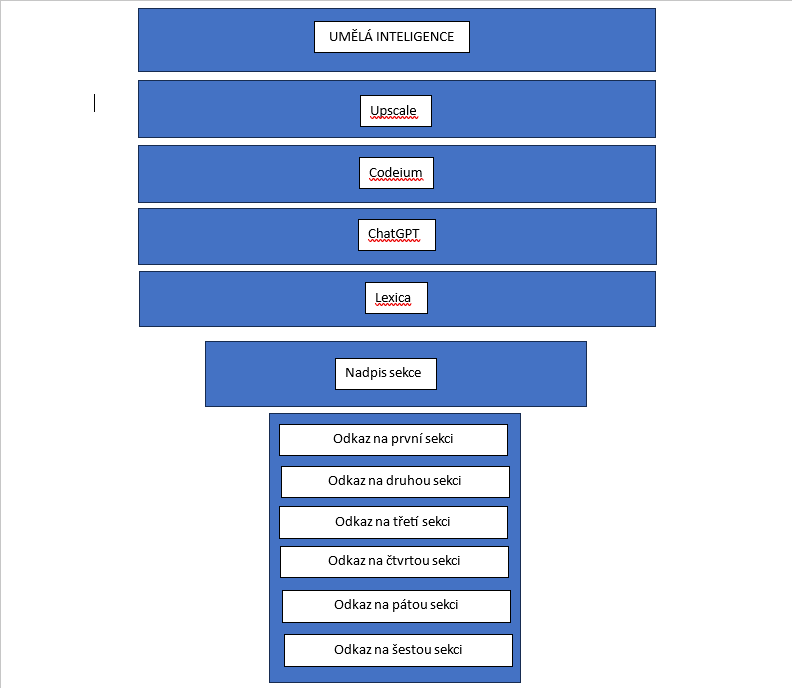 UMĚLÁ INTELIGENCE
Upscale
Codeium
ChatGPT
Lexica
Nadpis sekce
Odkaz na první sekci
Odkaz na druhou sekci
Odkaz na třetí sekci
Odkaz na čtvrtou sekci
Odkaz na pátou sekci
Odkaz na šestou sekci